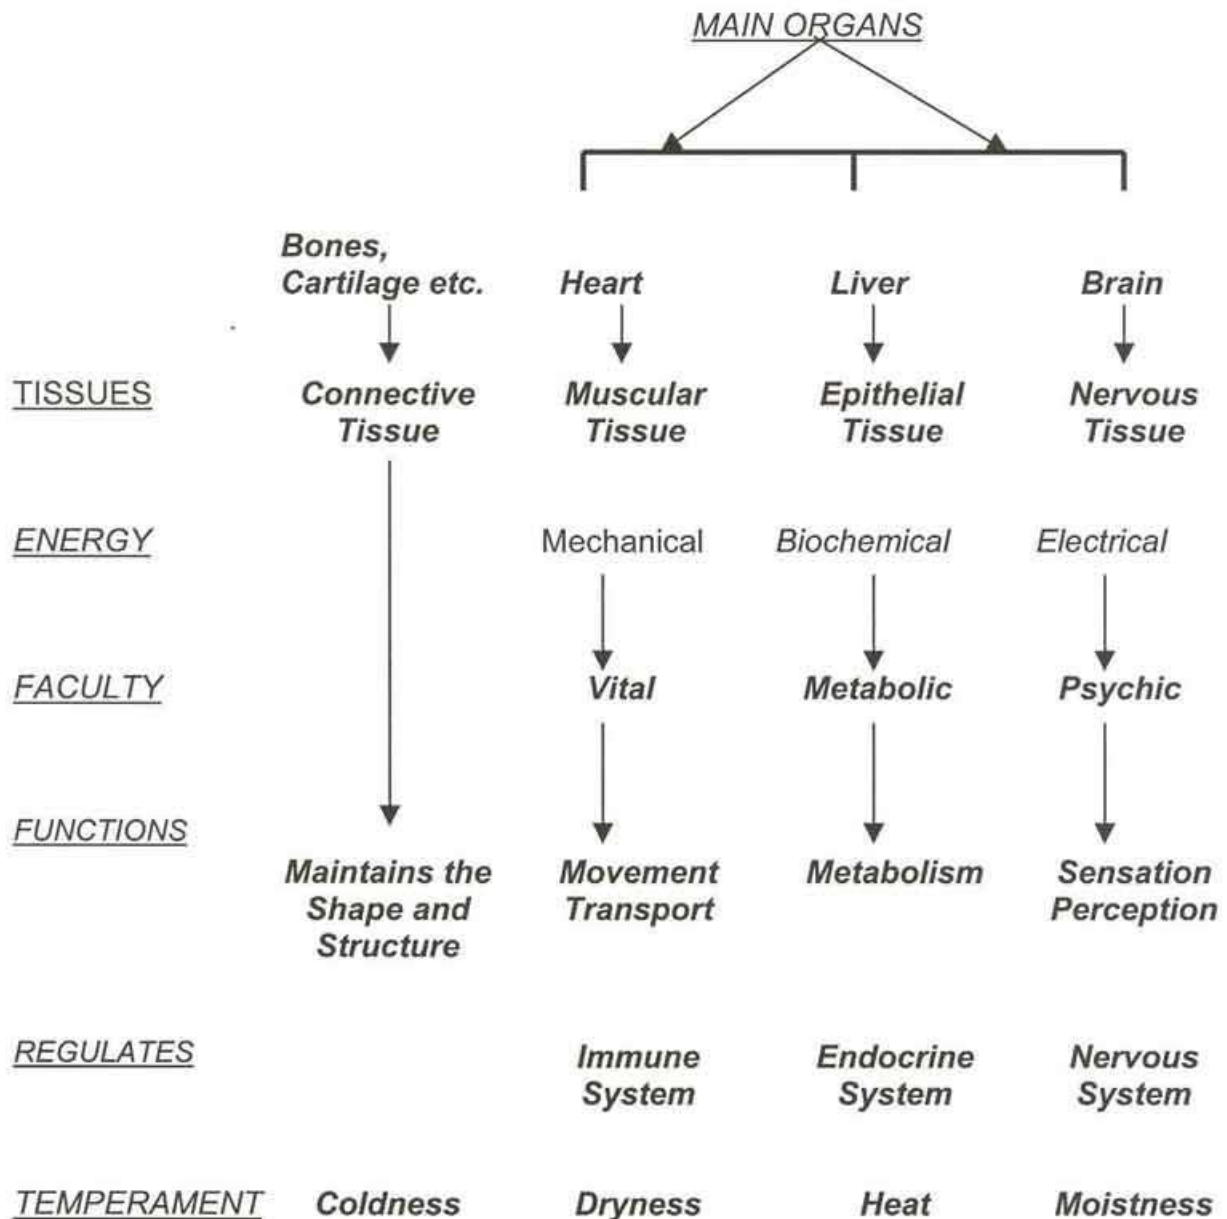 MAIN ORGANS
Bones,
Cartilage etc. Heart Liver Brain
TISSUES Connective Muscular Epithelial Nervous
Tissue Tissue Tissue Tissue
ENERGY Mechanical Biochemical Electrical
FACULTY Vital Metabolic Psychic
FUNCTIONS
Maintains the Movement Metabolism Sensation
Shape and Transport Perception
Structure
REGULATES Immune Endocrine Nervous
System System System
TEMPERAMENT Coldness Dryness Heat Moistness